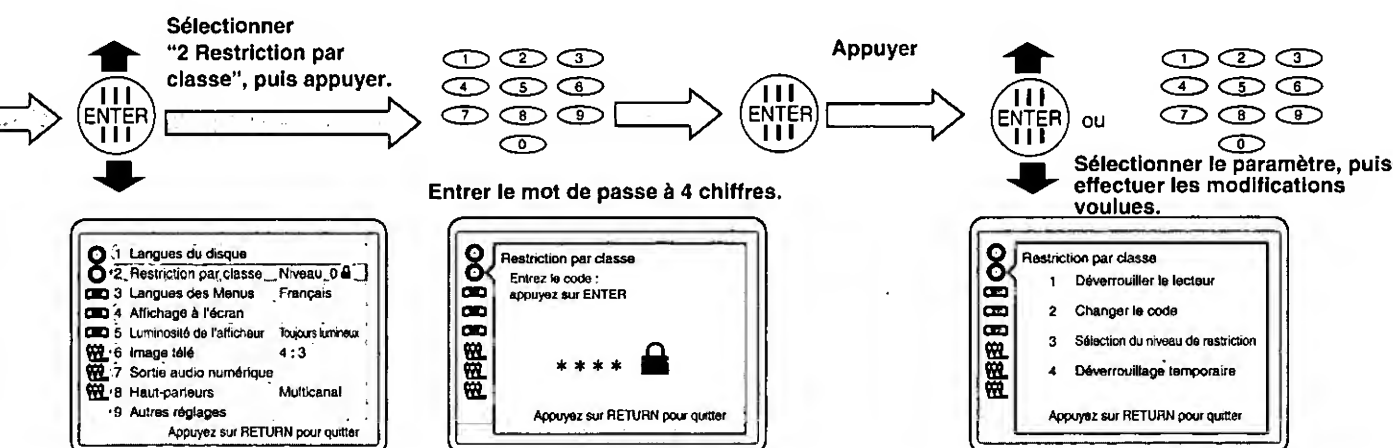 Sélectionner
“2 Restriction par
classe”, puis appuyer.
ENTER
1 2 3
4 5 6
7 8 9
0
Entrer le mot de passe à 4 chiffres.
ENTER
Appuyer
ENTER
ou
1 2 3
4 5 6
7 8 9
0
Sélectionner le paramètre, puis
effectuer les modifications
voulues.
1 Langues du disque
2 Restriction par classe Niveau 0
3 Langues des Menus Français
4 Affichage à l'écran
5 Luminosité de l'afficheur Toujours lumineux
6 Image télé 4 : 3
7 Sortie audio numérique
8 Haut-parleurs Multicanal
9 Autres réglages
Appuyez sur RETURN pour quitter
Restriction par classe
Entrez le code :
appuyez sur ENTER
* * * *
Appuyez sur RETURN pour quitter
Restriction par classe
1 Déverrouiller le lecteur
2 Changer le code
3 Sélection du niveau de restriction
4 Déverrouillage temporaire
Appuyez sur RETURN pour quitter